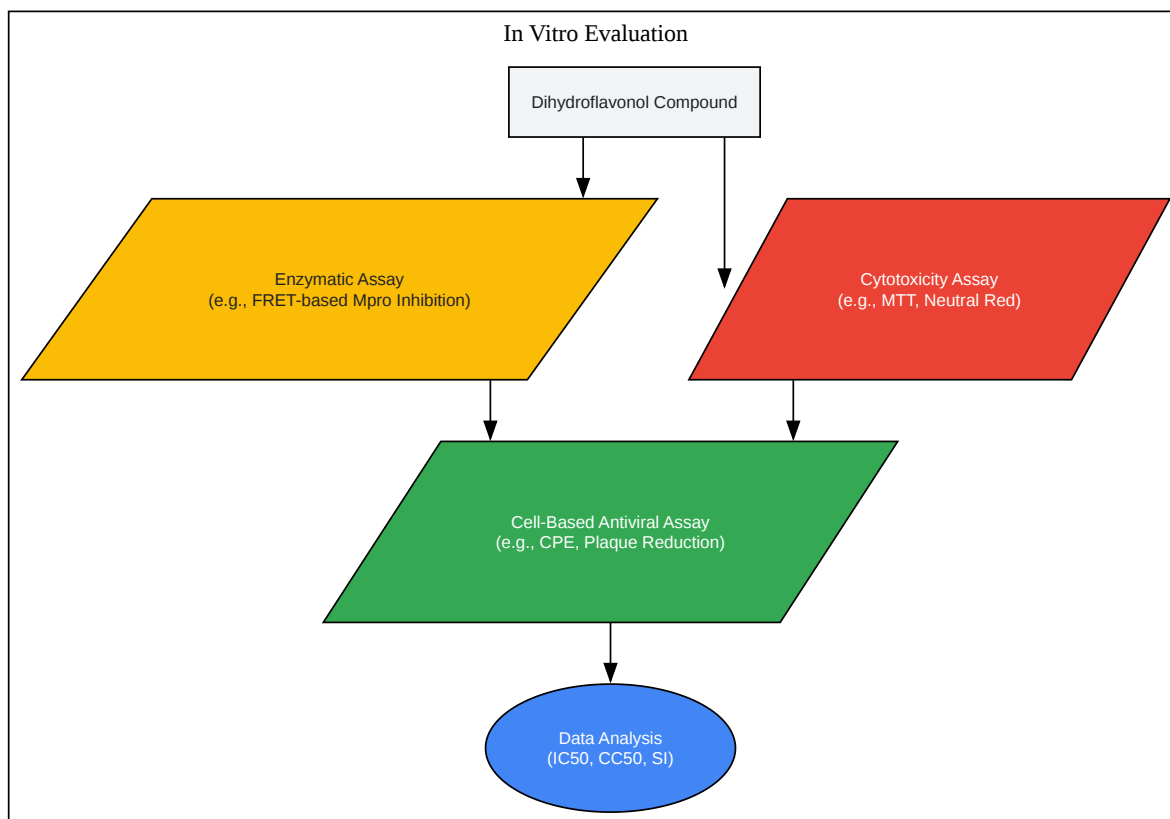 In Vitro Evaluation
Dihydroflavonol Compound
Enzymatic Assay
(e.g., FRET-based Mpro Inhibition)
Cytotoxicity Assay
(e.g., MTT, Neutral Red)
Cell-Based Antiviral Assay
(e.g., CPE, Plaque Reduction)
Data Analysis
(IC50, CC50, SI)